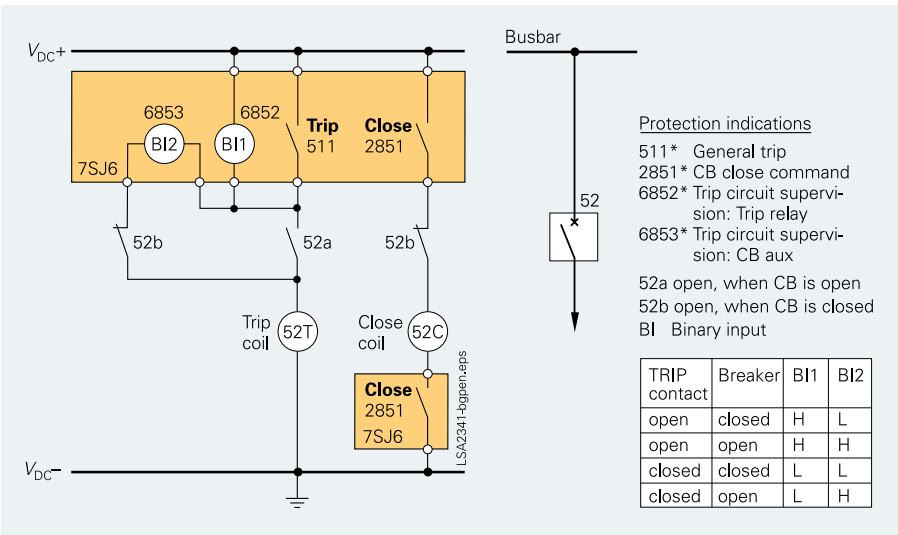 V_DC+
6853
6852
BI2
BI1
Trip
511
Close
2851
7SJ6
52b
52a
52b
Trip
coil
52T
Close
coil
52C
Close
2851
7SJ6
LSA2341-bgpen.eps
V_DC–
Busbar
52
Protection indications
511* General trip
2851* CB close command
6852* Trip circuit supervi-
sion: Trip relay
6853* Trip circuit supervi-
sion: CB aux
52a open, when CB is open
52b open, when CB is closed
BI Binary input
TRIP contact Breaker BI1 BI2
open closed H L
open open H H
closed closed L L
closed open L H